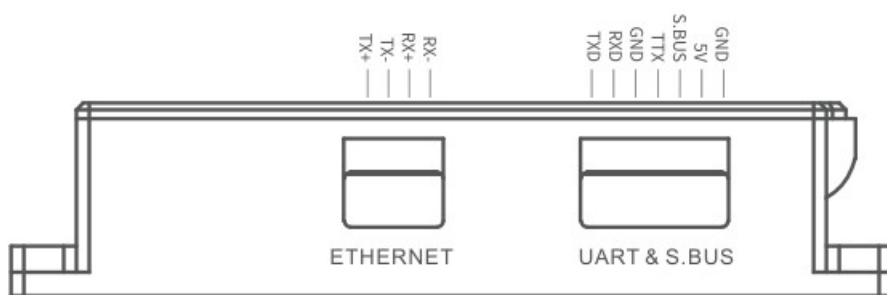 TX+
TX-
RX+
RX-
TXD
RXD
GND
TTX
S.BUS
5V
GND
ETHERNET
UART & S.BUS